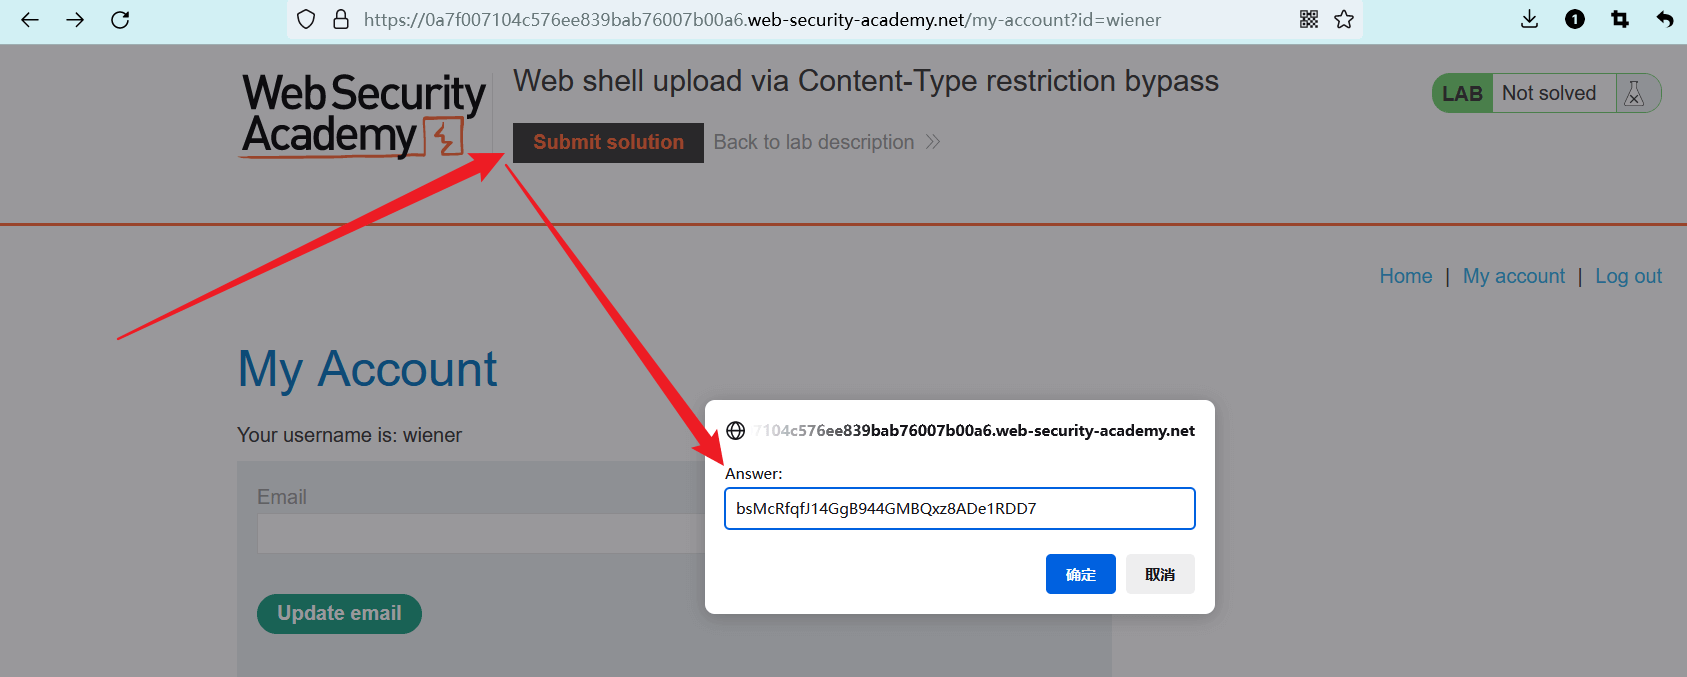 https://0a7f007104c576ee839bab76007b00a6.web-security-academy.net/my-account?id=wiener
1
Web Security
Academy
Web shell upload via Content-Type restriction bypass
LAB Not solved
Submit solution
Back to lab description
Home | My account | Log out
My Account
Your username is: wiener
Email
Update email
7104c576ee839bab76007b00a6.web-security-academy.net
Answer:
bsMcRfqfJ14GgB944GMBQxz8ADe1RDD7
确定
取消